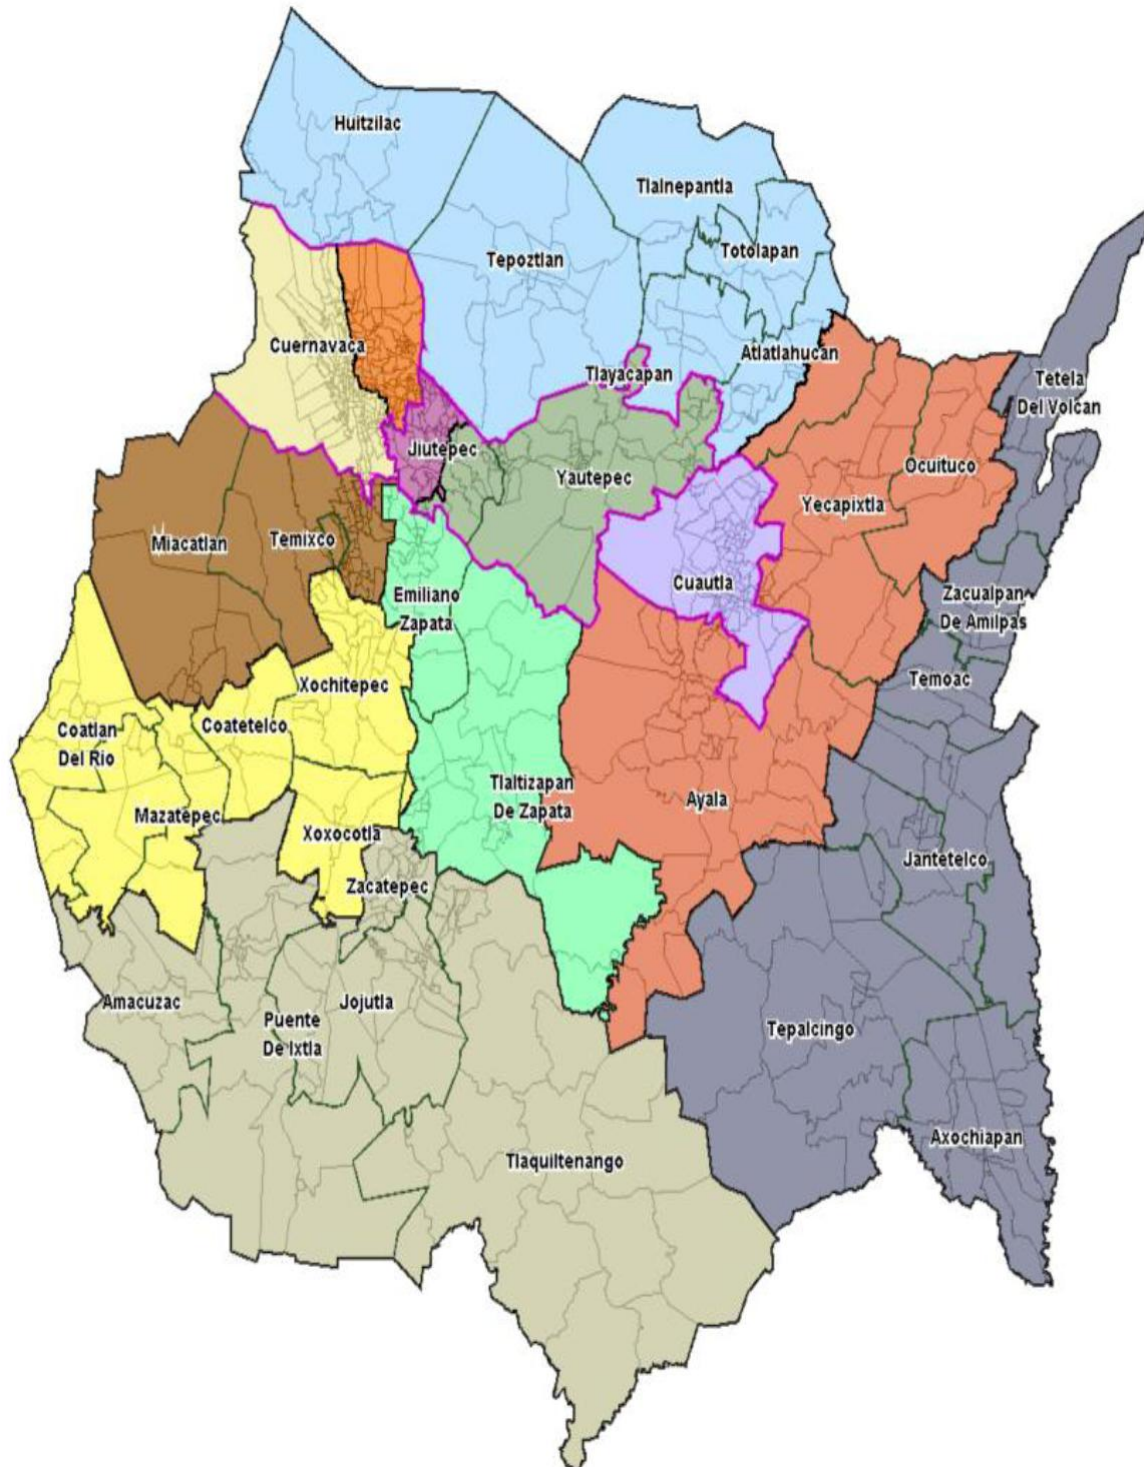 Huitzilac
Tlalnepantla
Totolapan
Tepoztlan
Cuernavaca
Atlatlahucan
Tlayacapan
Tetela
Del Volcan
Jiutepec
Ocuituco
Yautepec
Yecapixtla
Miacatlan
Temixco
Cuautla
Emiliano
Zapata
Zacualpan
De Amilpas
Xochitepec
Temoac
Coatlan
Del Rio
Coatetelco
Tlaltizapan
De Zapata
Ayala
Mazatepec
Xoxocotla
Jantetelco
Zacatepec
Amacuzac
Puente
De Ixtla
Jojutla
Tepalcingo
Axochiapan
Tlaquiltenango